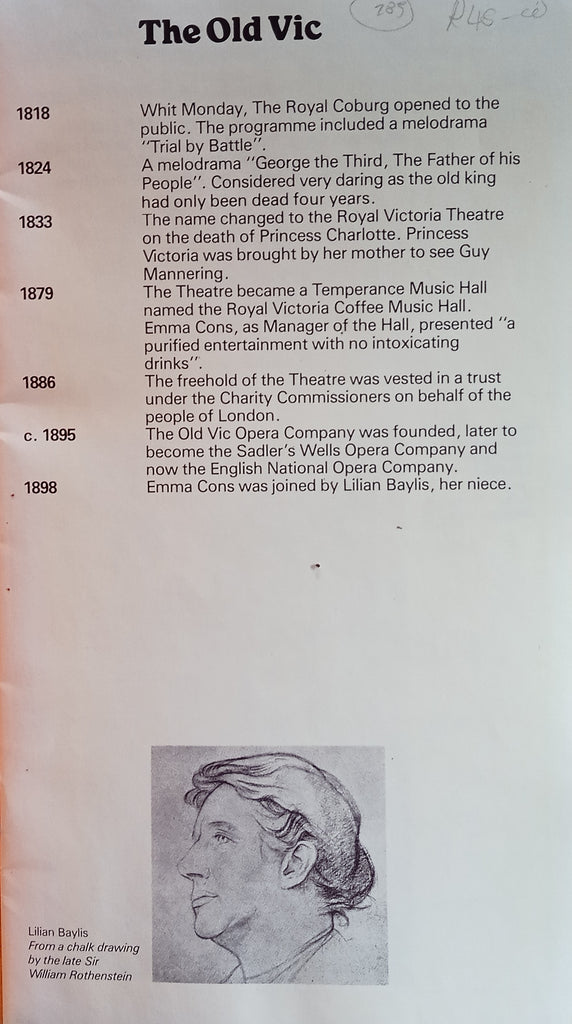 285 R45-00
The Old Vic
1818 Whit Monday, The Royal Coburg opened to the
public. The programme included a melodrama
"Trial by Battle".
1824 A melodrama "George the Third, The Father of his
People". Considered very daring as the old king
had only been dead four years.
1833 The name changed to the Royal Victoria Theatre
on the death of Princess Charlotte. Princess
Victoria was brought by her mother to see Guy
Mannering.
1879 The Theatre became a Temperance Music Hall
named the Royal Victoria Coffee Music Hall.
Emma Cons, as Manager of the Hall, presented "a
purified entertainment with no intoxicating
drinks".
1886 The freehold of the Theatre was vested in a trust
under the Charity Commissioners on behalf of the
people of London.
c. 1895 The Old Vic Opera Company was founded, later to
become the Sadler's Wells Opera Company and
now the English National Opera Company.
1898 Emma Cons was joined by Lilian Baylis, her niece.
Lilian Baylis
From a chalk drawing
by the late Sir
William Rothenstein